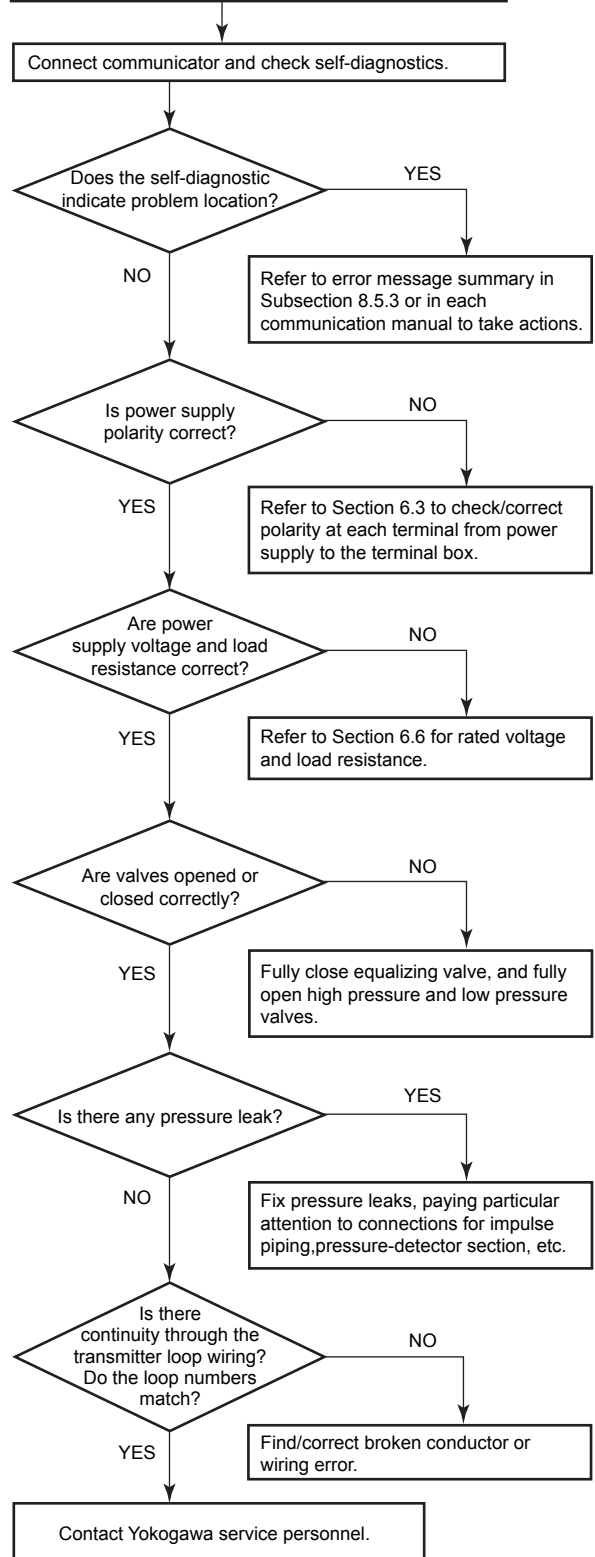 Connect communicator and check self-diagnostics.
Does the self-diagnostic
indicate problem location?
YES
NO
Refer to error message summary in
Subsection 8.5.3 or in each
communication manual to take actions.
Is power supply
polarity correct?
NO
YES
Refer to Section 6.3 to check/correct
polarity at each terminal from power
supply to the terminal box.
Are power
supply voltage and load
resistance correct?
NO
YES
Refer to Section 6.6 for rated voltage
and load resistance.
Are valves opened or
closed correctly?
NO
YES
Fully close equalizing valve, and fully
open high pressure and low pressure
valves.
Is there any pressure leak?
YES
NO
Fix pressure leaks, paying particular
attention to connections for impulse
piping,pressure-detector section, etc.
Is there
continuity through the
transmitter loop wiring?
Do the loop numbers
match?
NO
YES
Find/correct broken conductor or
wiring error.
Contact Yokogawa service personnel.